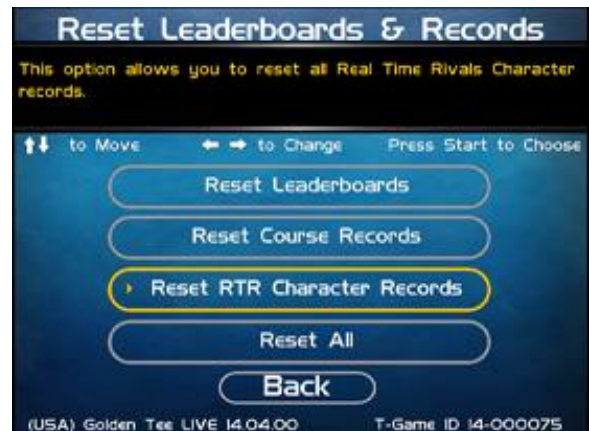 Reset Leaderboards & Records
This option allows you to reset all Real Time Rivals Character
records.
to Move to Change Press Start to Choose
Reset Leaderboards
Reset Course Records
Reset RTR Character Records
Reset All
Back
(USA) Golden Tee LIVE 14.04.00 T-Game ID 14-000075